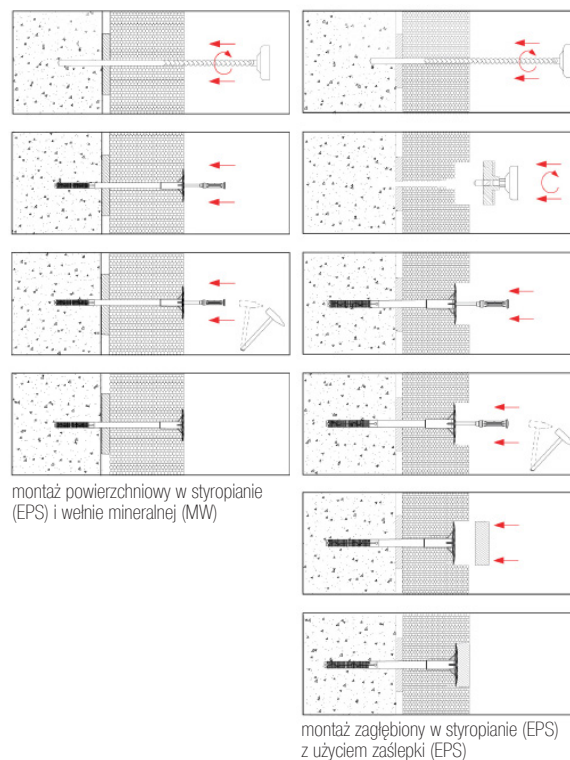 montaż powierzchniowy w styropianie
(EPS) i wełnie mineralnej (MW)
montaż zagłębiony w styropianie (EPS)
z użyciem zaślepki (EPS)